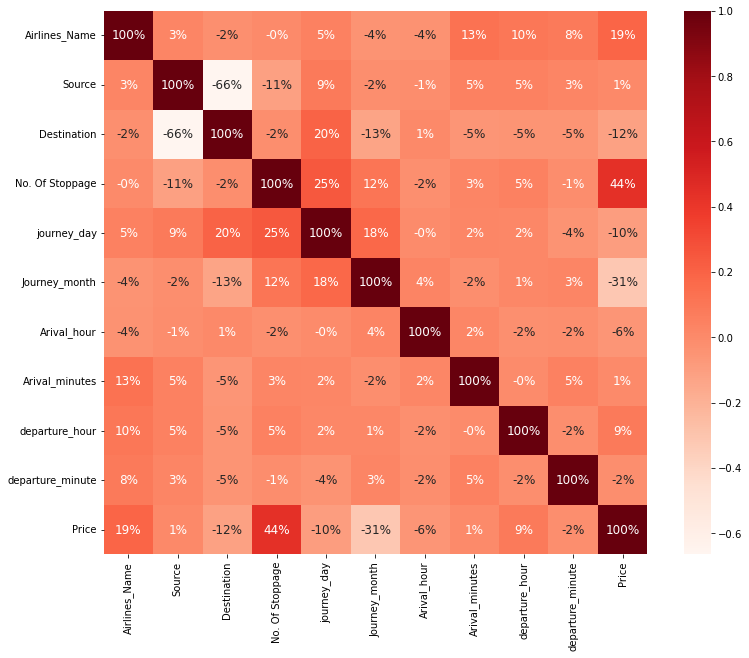 Airlines_Name 100% 3% -2% -0% 5% -4% -4% 13% 10% 8% 19%
Source 3% 100% -66% -11% 9% -2% -1% 5% 5% 3% 1%
Destination -2% -66% 100% -2% 20% -13% 1% -5% -5% -5% -12%
No. Of Stoppage -0% -11% -2% 100% 25% 12% -2% 3% 5% -1% 44%
journey_day 5% 9% 20% 25% 100% 18% -0% 2% 2% -4% -10%
Journey_month -4% -2% -13% 12% 18% 100% 4% -2% 1% 3% -31%
Arival_hour -4% -1% 1% -2% -0% 4% 100% 2% -2% -2% -6%
Arival_minutes 13% 5% -5% 3% 2% -2% 2% 100% -0% 5% 1%
departure_hour 10% 5% -5% 5% 2% 1% -2% -0% 100% -2% 9%
departure_minute 8% 3% -5% -1% -4% 3% -2% 5% -2% 100% -2%
Price 19% 1% -12% 44% -10% -31% -6% 1% 9% -2% 100%
Airlines_Name
Source
Destination
No. Of Stoppage
journey_day
Journey_month
Arival_hour
Arival_minutes
departure_hour
departure_minute
Price
1.0
0.8
0.6
0.4
0.2
0.0
−0.2
−0.4
−0.6